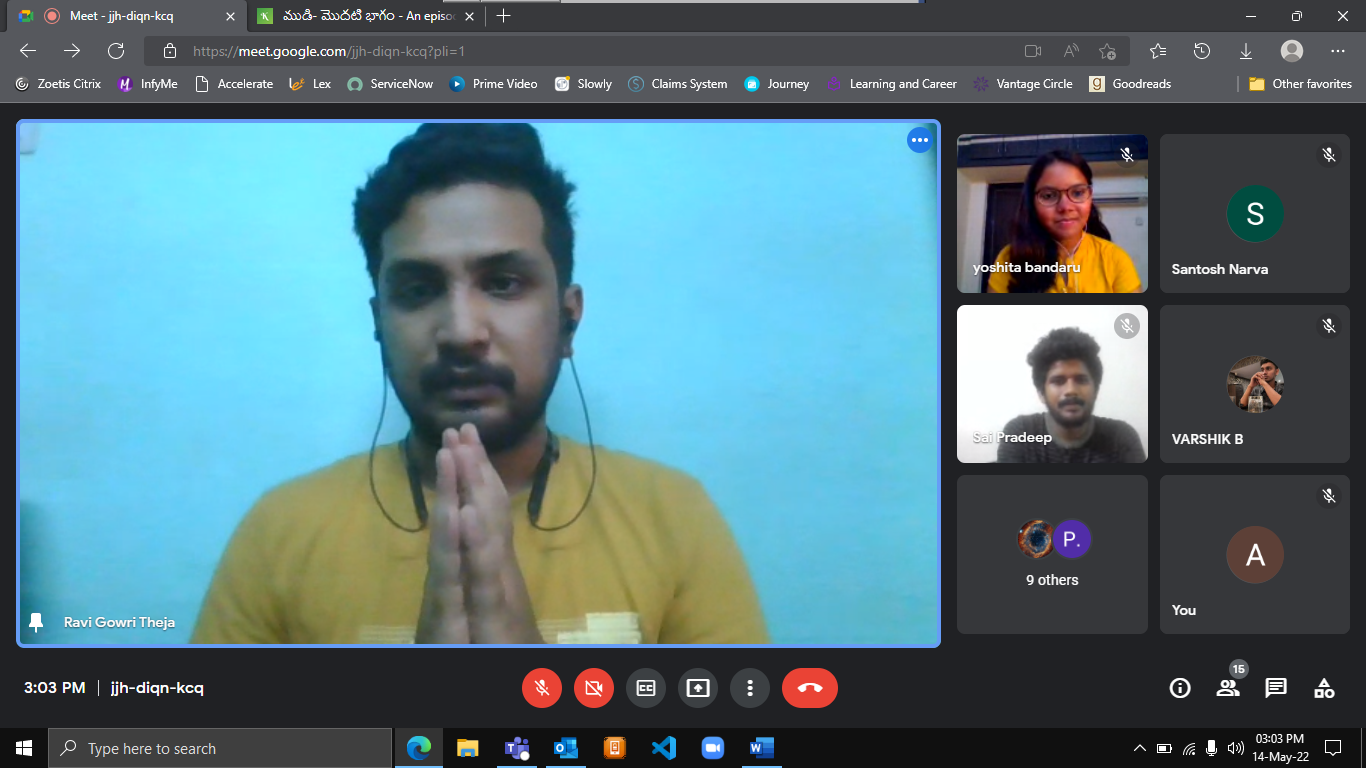 Meet - jjh-diqn-kcq
ముడి- మొదటి భాగం - An episo
https://meet.google.com/jjh-diqn-kcq?pli=1
Zoetis Citrix
InfyMe
Accelerate
Lex
ServiceNow
Prime Video
Slowly
Claims System
Journey
Learning and Career
Vantage Circle
Goodreads
Other favorites
yoshita bandaru
S
Santosh Narva
Sai Pradeep
VARSHIK B
P.
9 others
A
You
Ravi Gowri Theja
3:03 PM | jjh-diqn-kcq
CC
15
Type here to search
03:03 PM
14-May-22